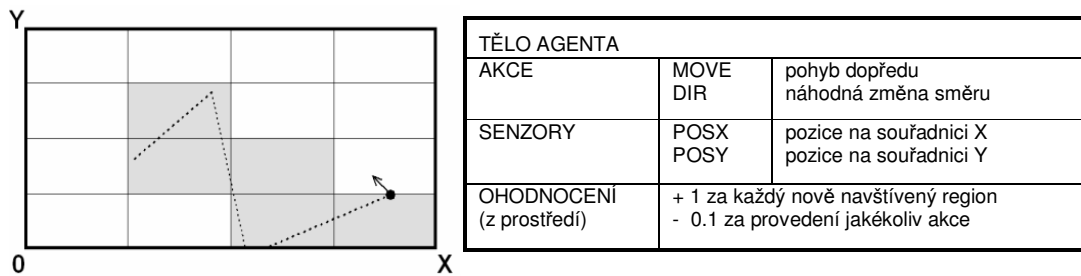 Y
0
X
TĚLO AGENTA
AKCE MOVE pohyb dopředu
DIR náhodná změna směru
SENZORY POSX pozice na souřadnici X
POSY pozice na souřadnici Y
OHODNOCENÍ + 1 za každý nově navštívený region
(z prostředí) - 0.1 za provedení jakékoliv akce